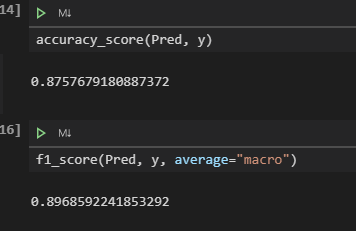 14]
M↓
accuracy_score(Pred, y)
0.8757679180887372
16]
M↓
f1_score(Pred, y, average="macro")
0.8968592241853292